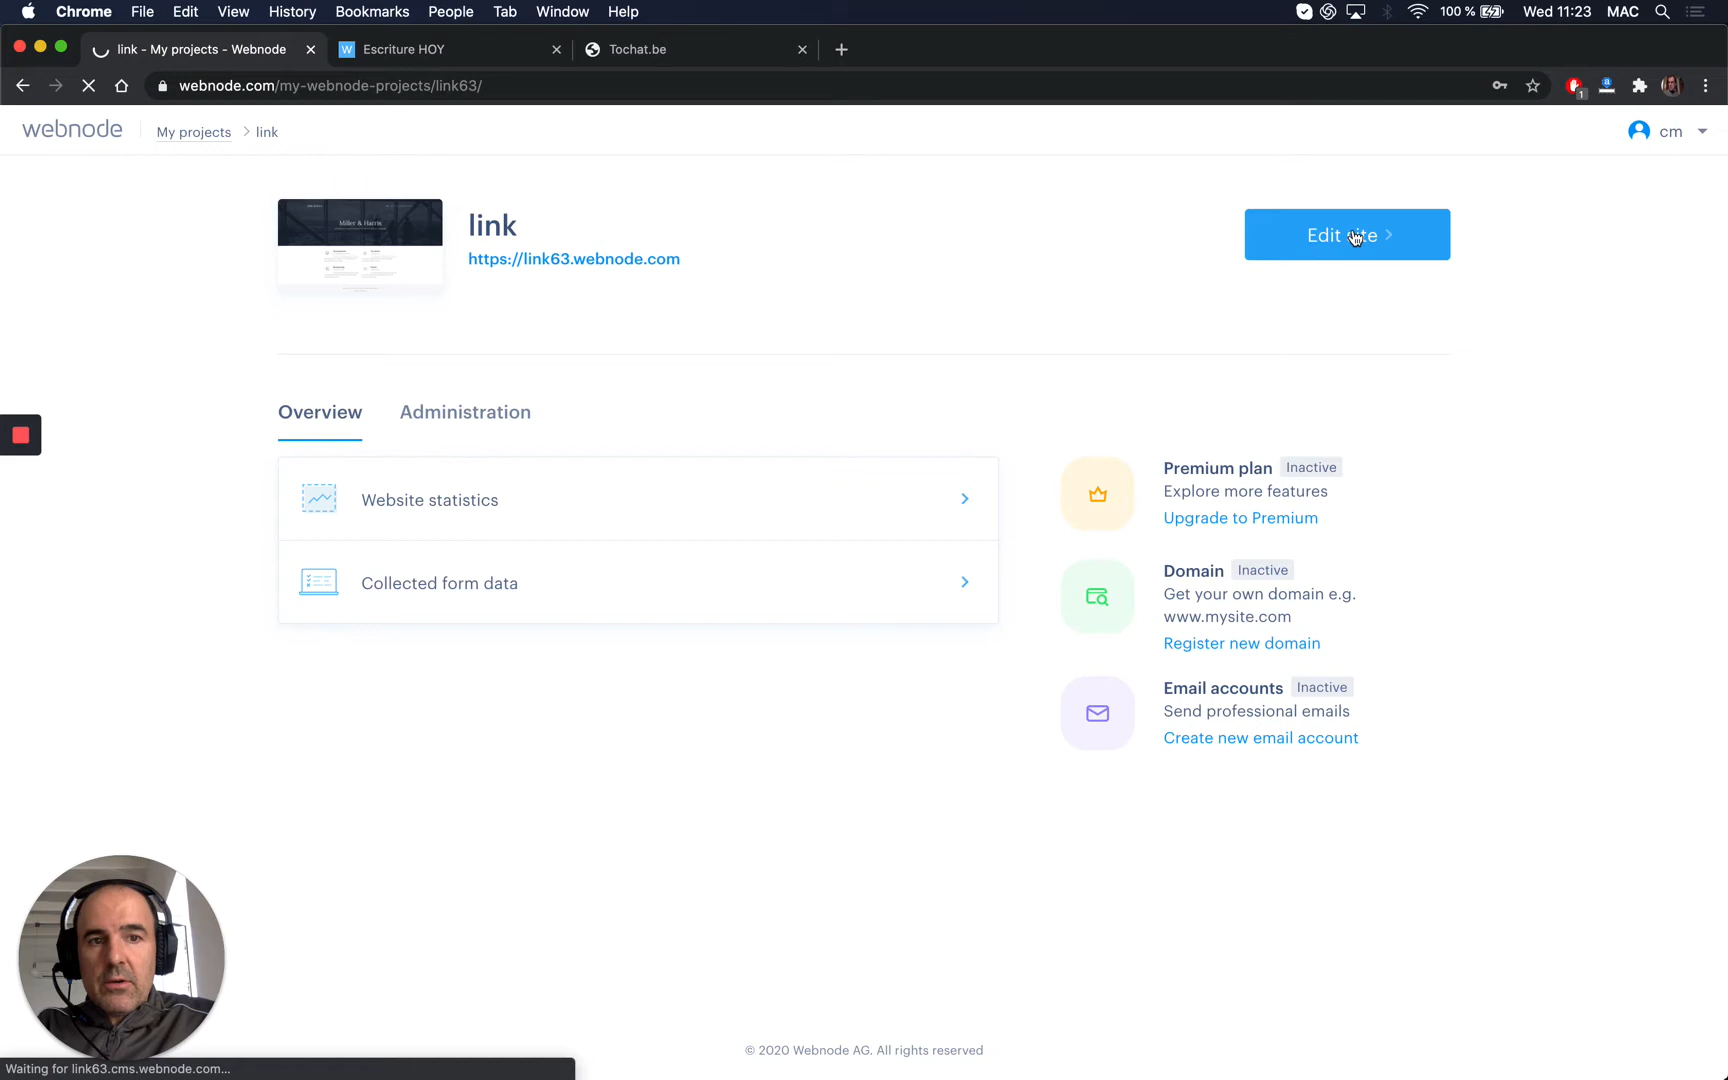 Chrome File Edit View History Bookmarks People Tab Window Help
100 % Wed 11:23 MAC
link - My projects - Webnode
W Escriture HOY
Tochat.be
webnode.com/my-webnode-projects/link63/
1
a
webnode My projects > link
cm
Miller & Harris
link
https://link63.webnode.com
Edit site >
Overview Administration
Website statistics
Collected form data
Premium plan Inactive
Explore more features
Upgrade to Premium
Domain Inactive
Get your own domain e.g.
www.mysite.com
Register new domain
Email accounts Inactive
Send professional emails
Create new email account
© 2020 Webnode AG. All rights reserved
Waiting for link63.cms.webnode.com...